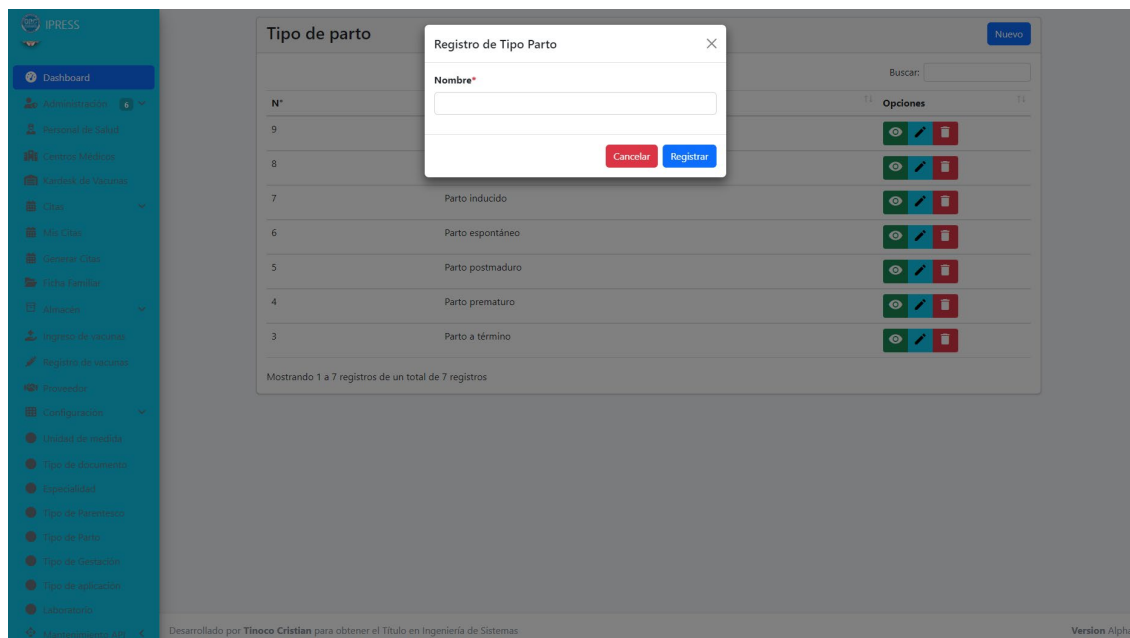 IPRESS
Dashboard
Administración 6
Personal de Salud
Centros Médicos
Kardesk de Vacunas
Citas
Mis Citas
Generar Citas
Ficha Familiar
Almacen
Ingreso de vacunas
Registro de vacunas
Proveedor
Configuración
Unidad de medida
Tipo de documento
Especialidad
Tipo de Parentesco
Tipo de Parto
Tipo de Gestación
Tipo de aplicación
Laboratorio
Tipo de parto
Nuevo
Buscar:
N° Opciones
9
8
7 Parto inducido
6 Parto espontáneo
5 Parto postmaduro
4 Parto prematuro
3 Parto a término
Mostrando 1 a 7 registros de un total de 7 registros
Registro de Tipo Parto
Nombre*
Cancelar Registrar
Desarrollado por Tinoco Cristian para obtener el Título en Ingeniería de Sistemas
Version Alpha